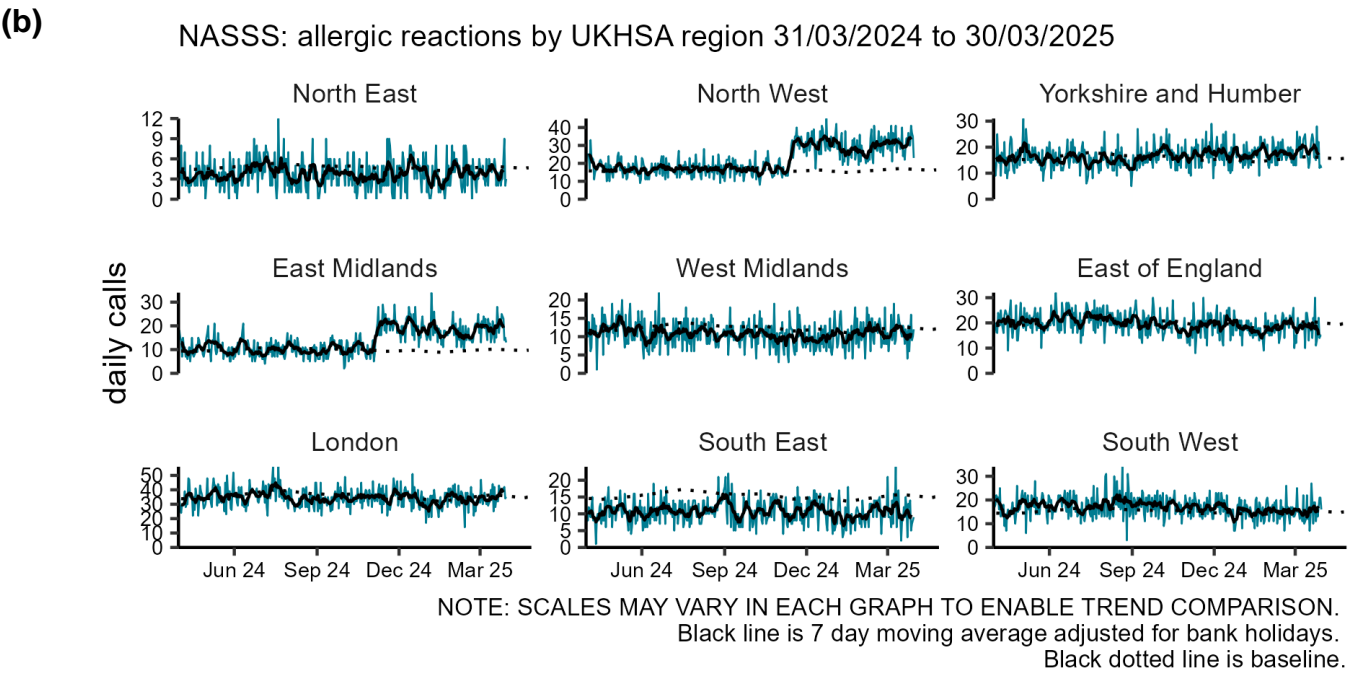 (b)
NASSS: allergic reactions by UKHSA region 31/03/2024 to 30/03/2025
daily calls
North East
12
9
6
3
0
North West
40
30
20
10
0
Yorkshire and Humber
30
20
10
0
East Midlands
30
20
10
0
West Midlands
20
15
10
5
0
East of England
30
20
10
0
London
50
40
30
20
10
0
Jun 24 Sep 24 Dec 24 Mar 25
South East
20
15
10
5
0
Jun 24 Sep 24 Dec 24 Mar 25
South West
30
20
10
0
Jun 24 Sep 24 Dec 24 Mar 25
NOTE: SCALES MAY VARY IN EACH GRAPH TO ENABLE TREND COMPARISON.
Black line is 7 day moving average adjusted for bank holidays.
Black dotted line is baseline.